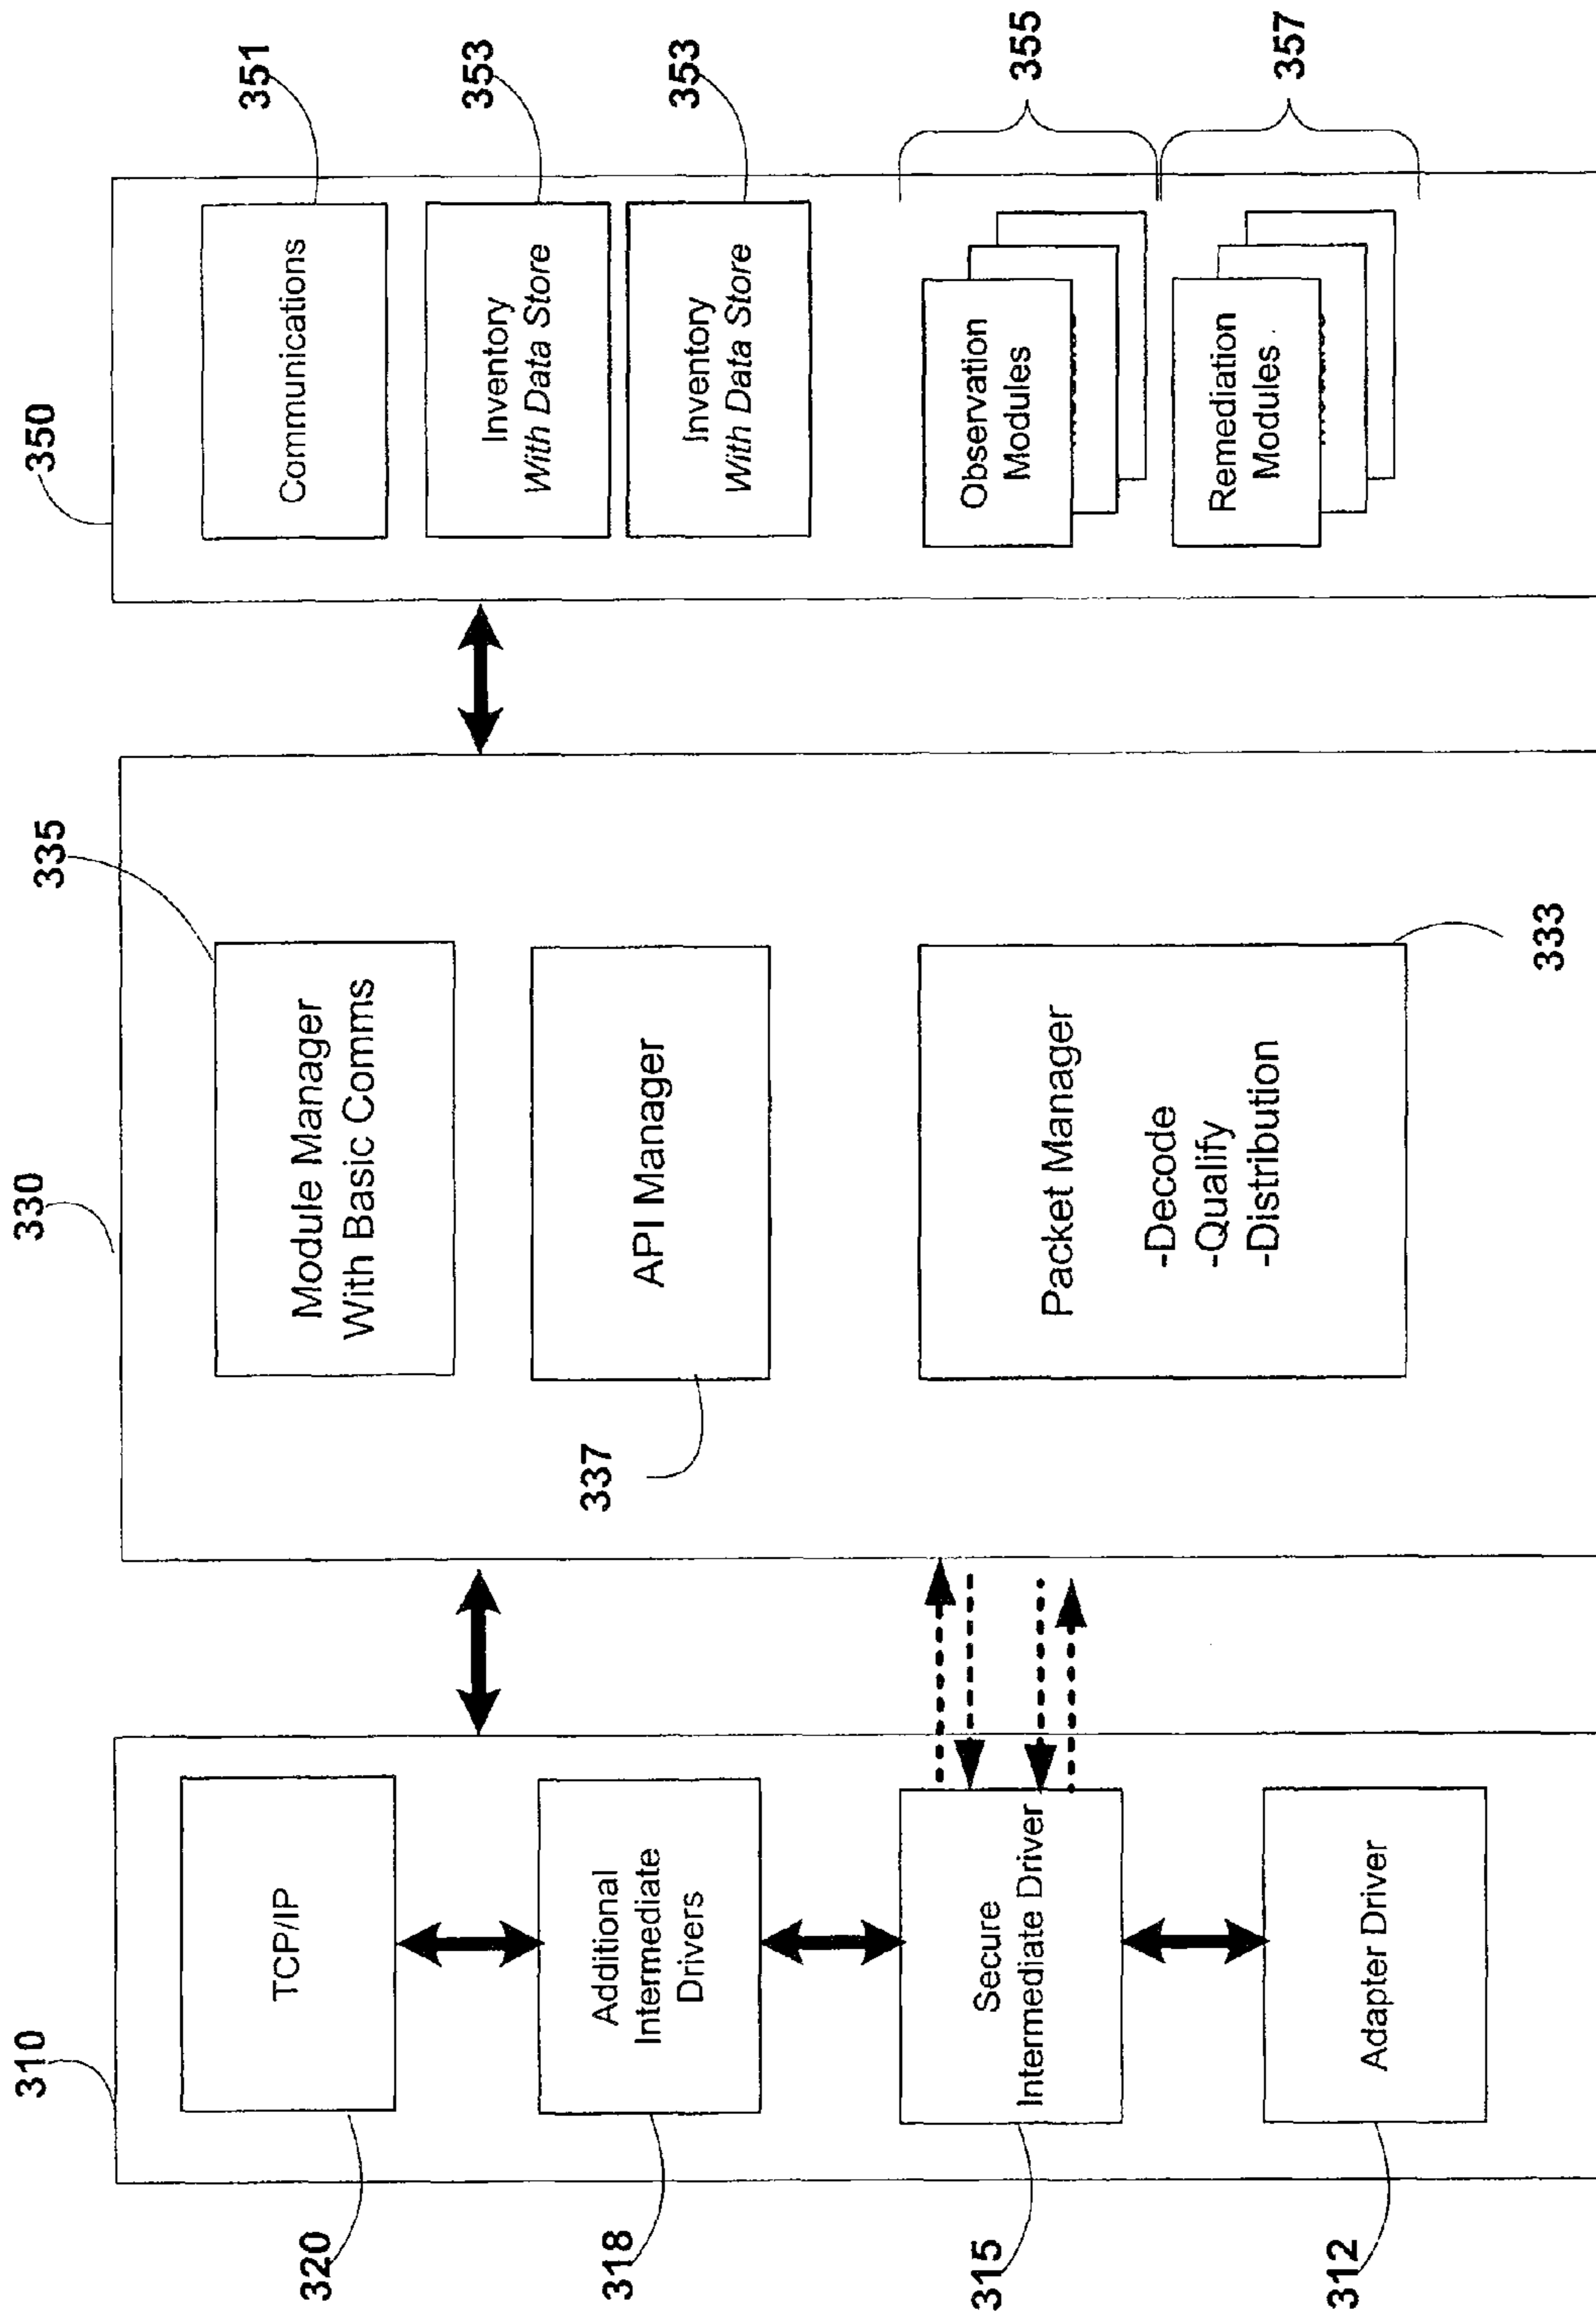 310
330
350
TCP/IP
320
Additional
Intermediate
Drivers
318
Secure
Intermediate Driver
315
Adapter Driver
312
335
Module Manager
With Basic Comms
API Manager
337
Packet Manager
-Decode
-Qualify
-Distribution
333
Communications
351
Inventory
With Data Store
353
Inventory
With Data Store
353
Observation
Modules
355
Remediation
Modules
357